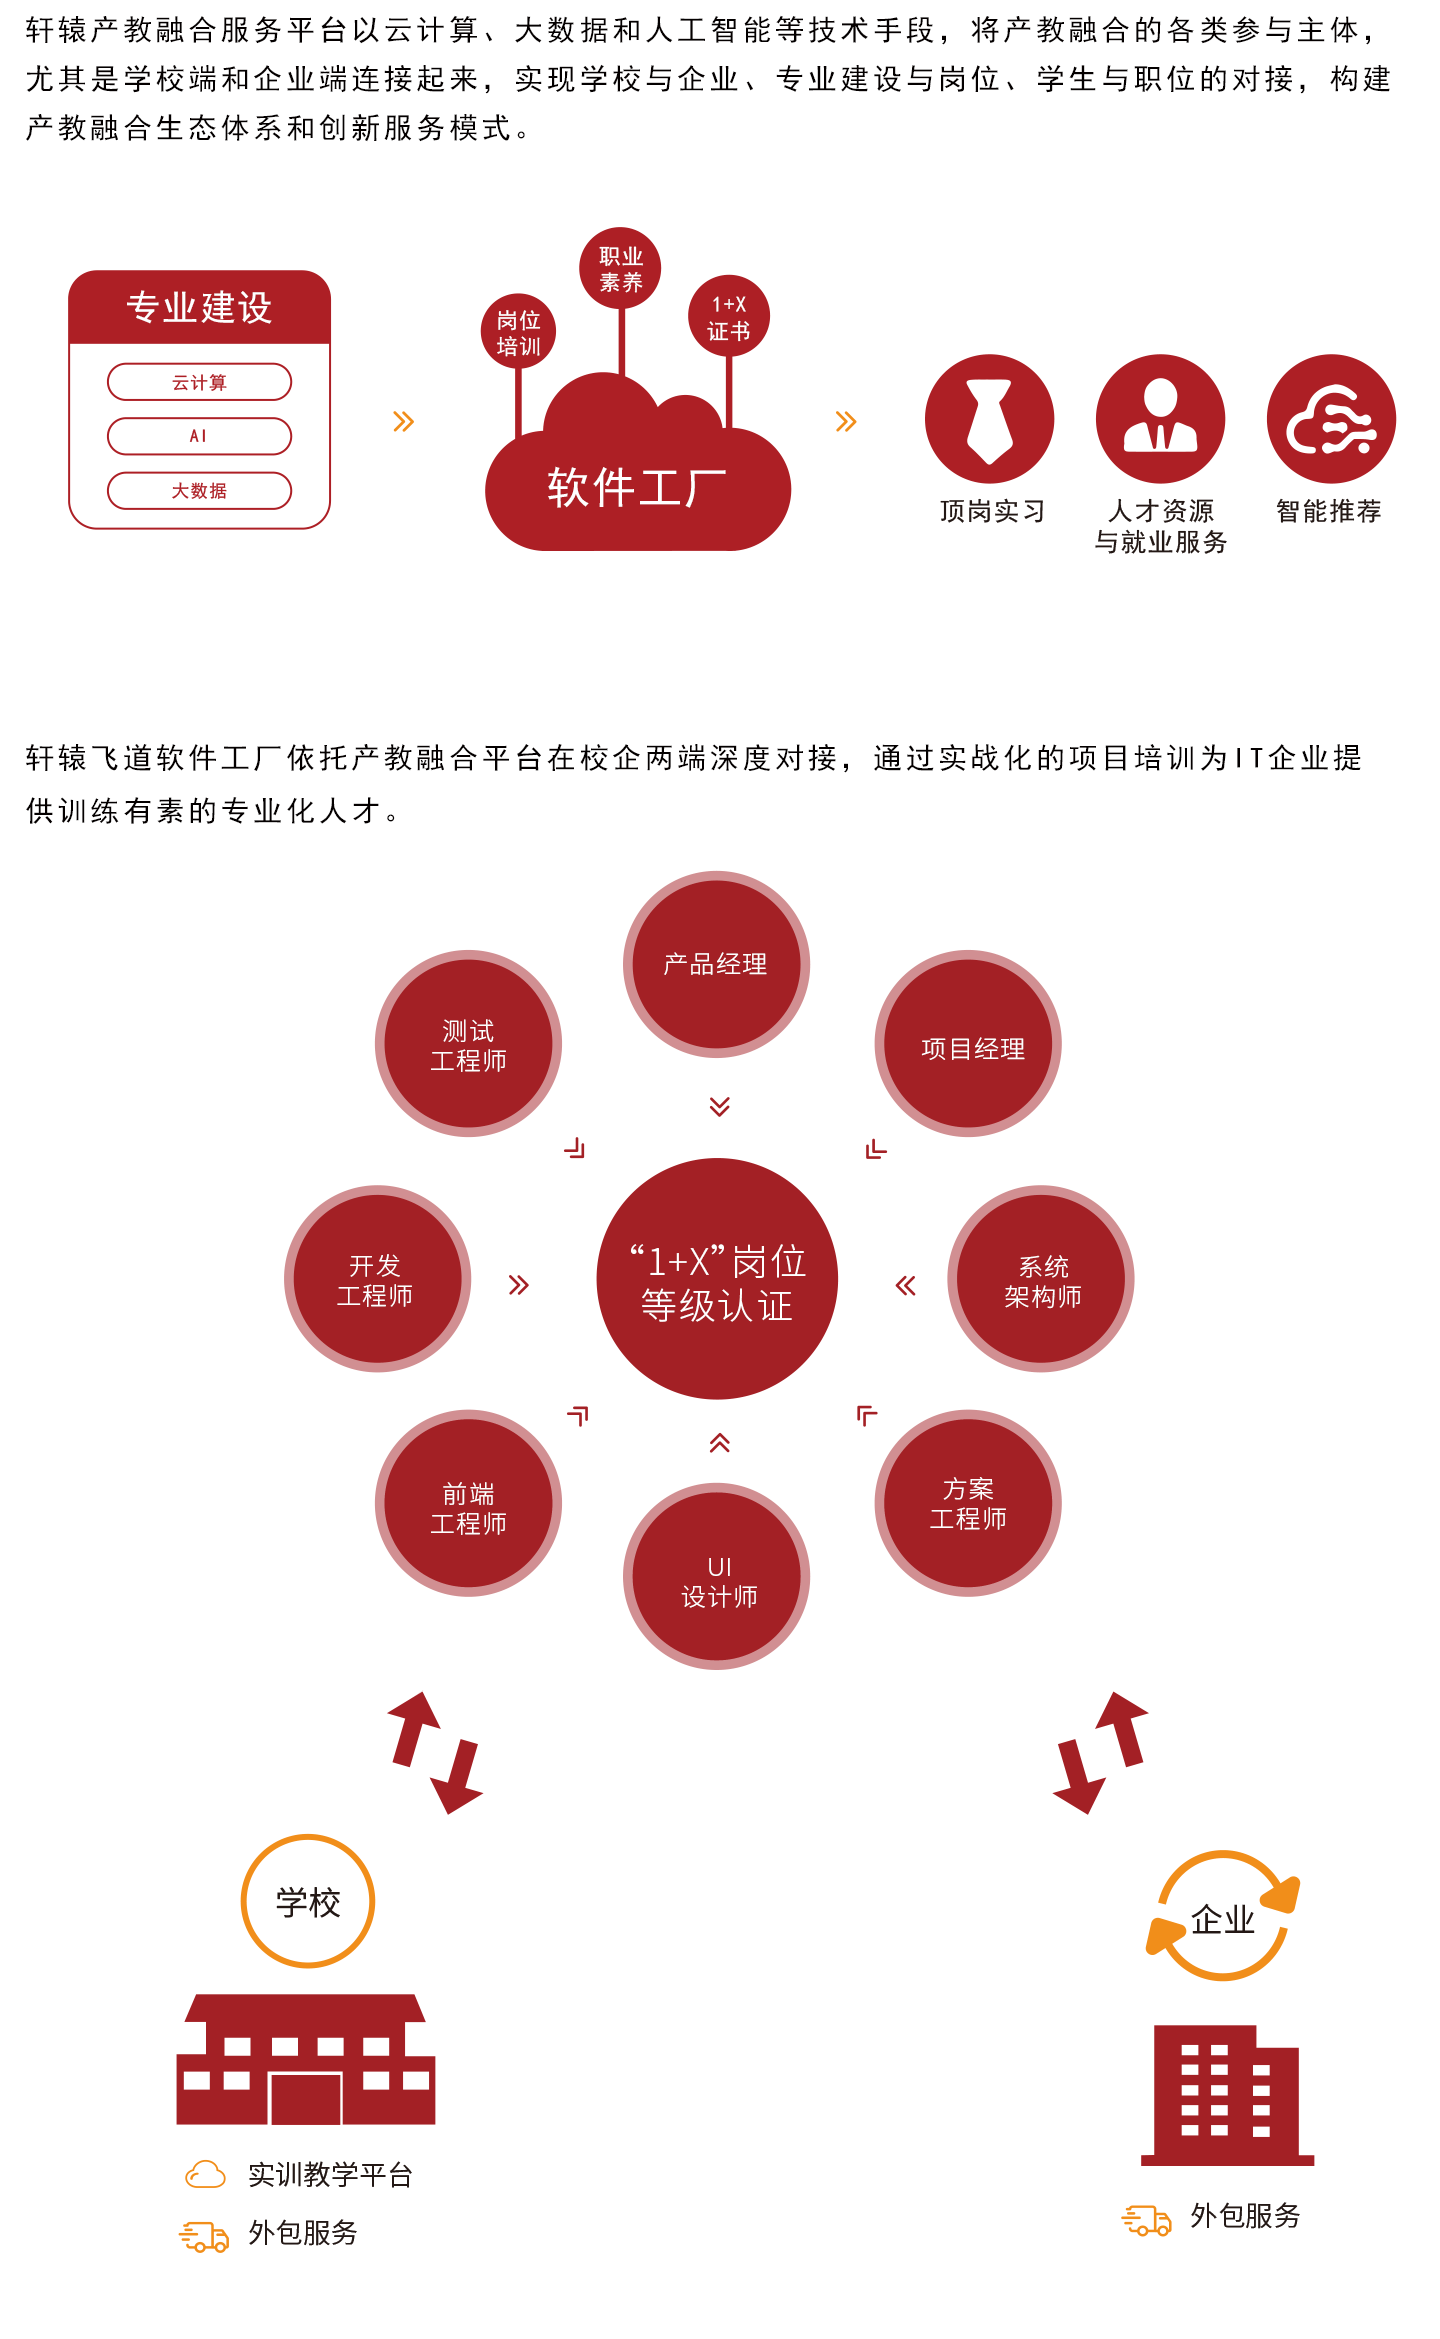 轩辕产教融合服务平台以云计算、大数据和人工智能等技术手段，将产教融合的各类参与主体，
尤其是学校端和企业端连接起来，实现学校与企业、专业建设与岗位、学生与职位的对接，构建
产教融合生态体系和创新服务模式。
职业
素养
1+X
证书
岗位
培训
专业建设
云计算
AI
大数据
软件工厂
顶岗实习
人才资源
与就业服务
智能推荐
轩辕飞道软件工厂依托产教融合平台在校企两端深度对接，通过实战化的项目培训为IT企业提
供训练有素的专业化人才。
产品经理
测试
工程师
项目经理
开发
工程师
“1+X”岗位
等级认证
系统
架构师
前端
工程师
方案
工程师
UI
设计师
学校
企业
实训教学平台
外包服务
外包服务